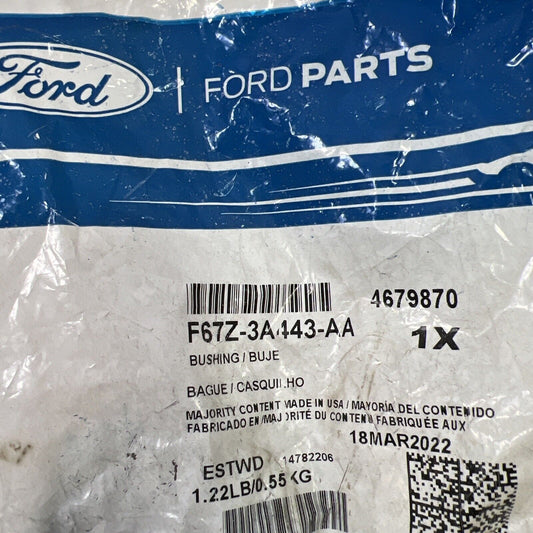 Ford | FORD PARTS
4679870
F67Z-3A443-AA 1X
BUSHING / BUJE
BAGUE / CASQUILHO
MAJORITY CONTENT MADE IN USA / MAYORÍA DEL CONTENIDO
FABRICADO EN / MAJORITÉ DU CONTENU FABRIQUÉE AUX
18MAR2022
ESTWD 14782206
1.22LB/0.55KG